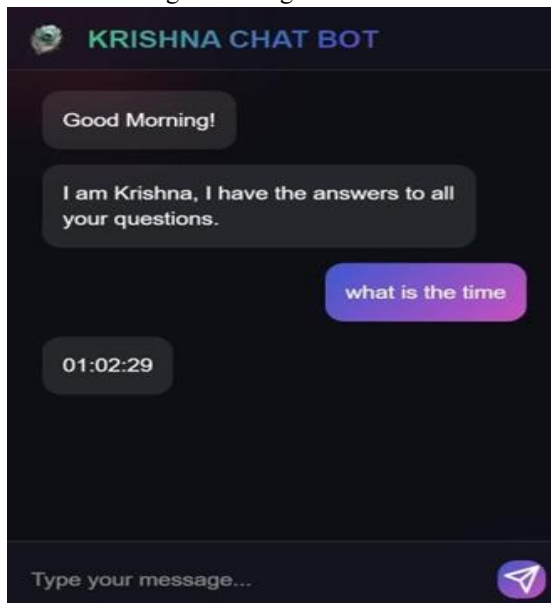 KRISHNA CHAT BOT
Good Morning!
I am Krishna, I have the answers to all
your questions.
what is the time
01:02:29
Type your message...